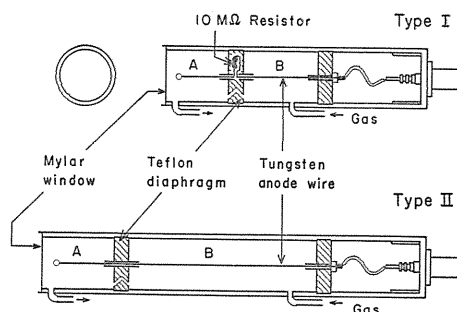 10 MΩ Resistor
Type I
A
B
Gas
Mylar window
Teflon diaphragm
Tungsten anode wire
Type II
A
B
Gas